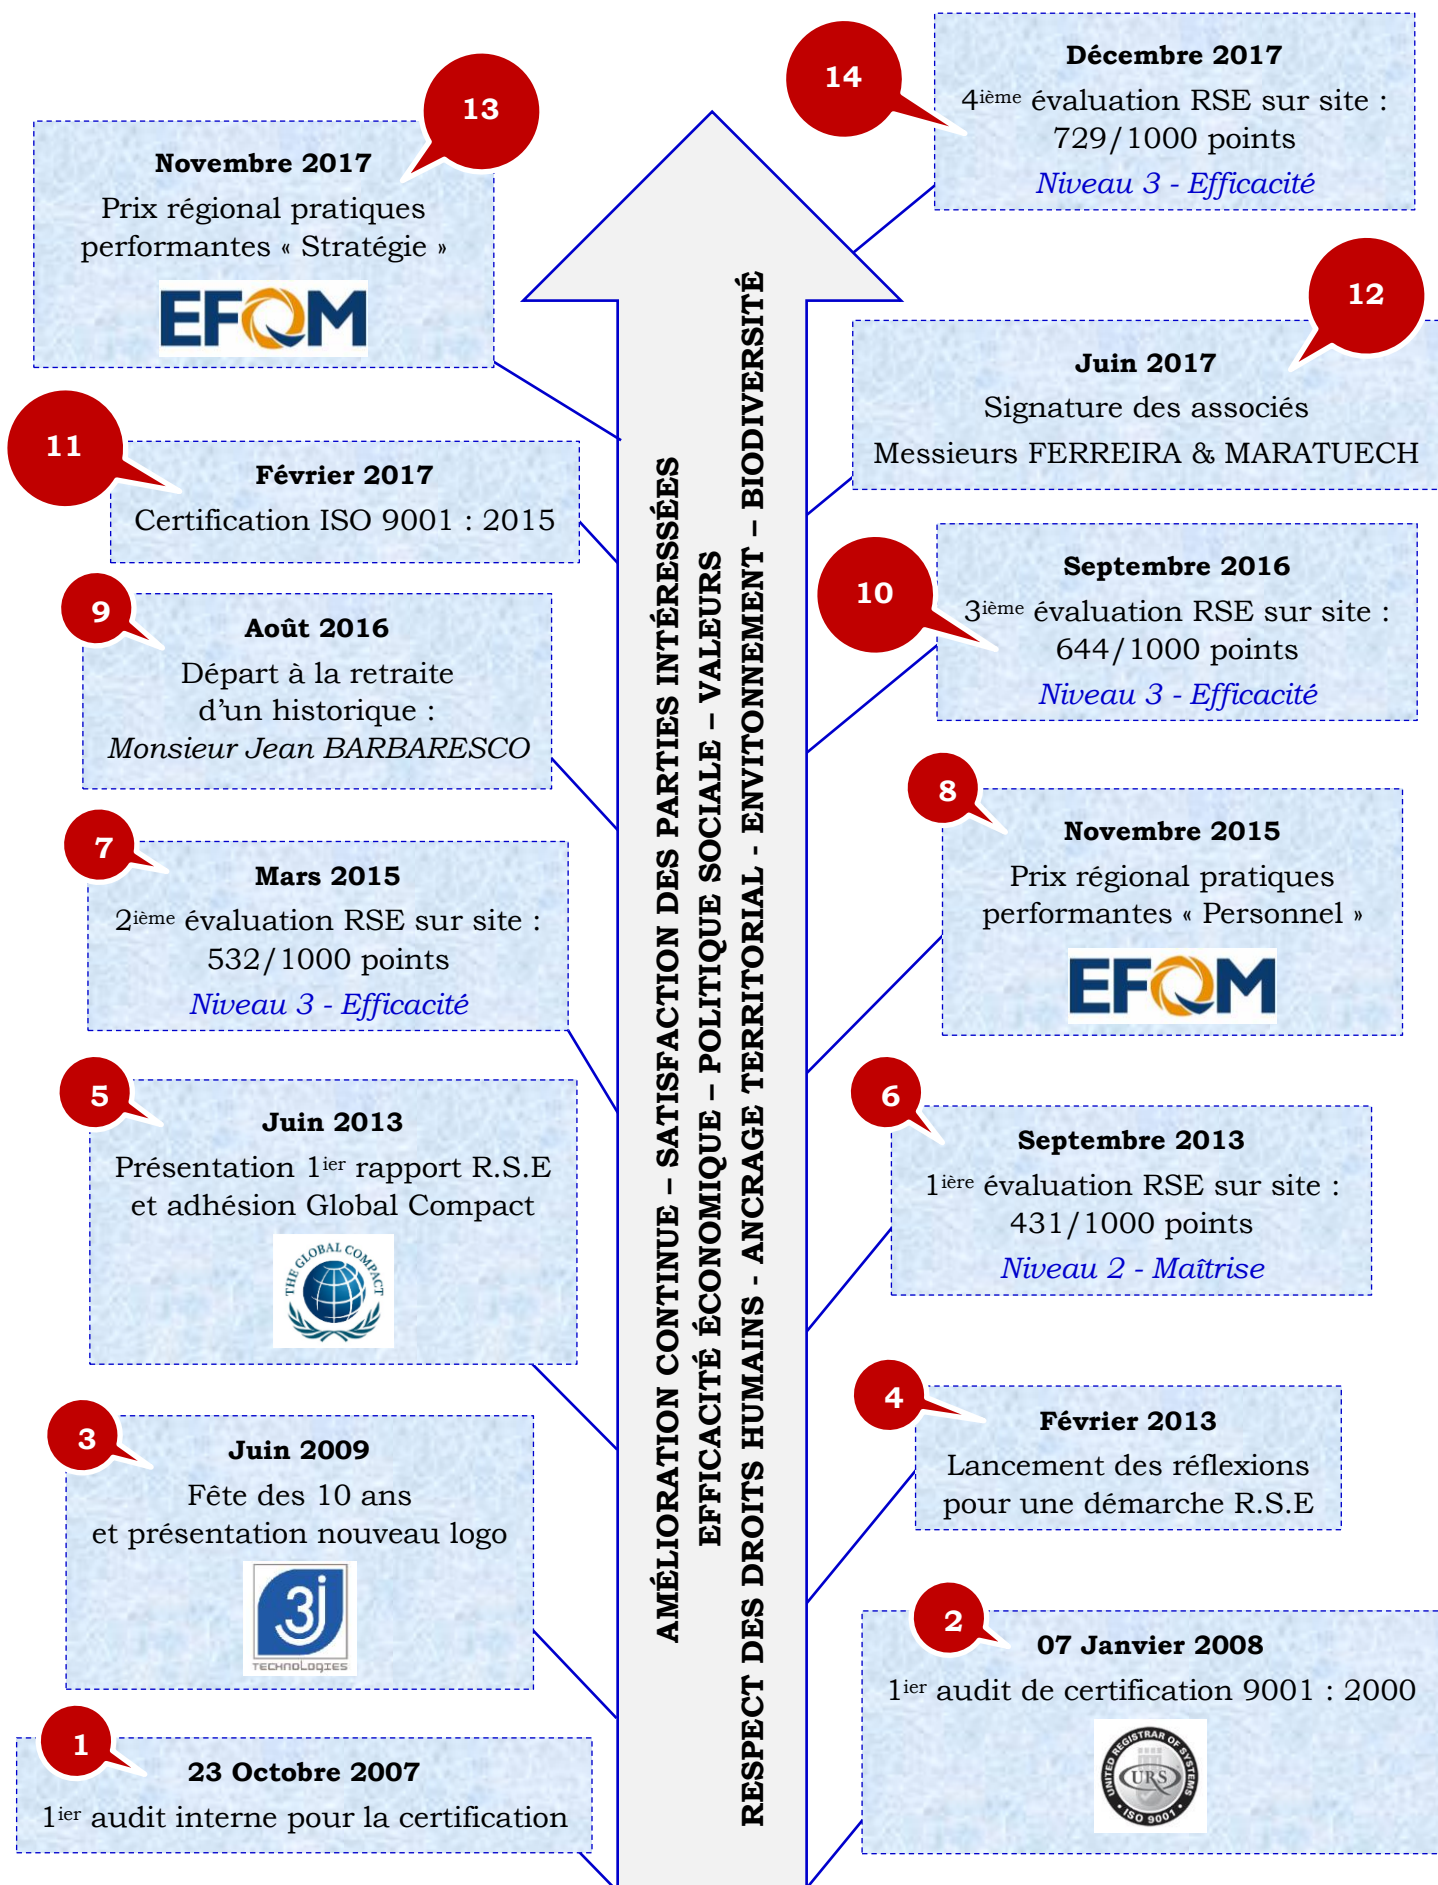 14
Décembre 2017
4ième évaluation RSE sur site :
729/1000 points
Niveau 3 - Efficacité
13
Novembre 2017
Prix régional pratiques
performantes « Stratégie »
EFQM
12
Juin 2017
Signature des associés
Messieurs FERREIRA & MARATUECH
11
Février 2017
Certification ISO 9001 : 2015
10
Septembre 2016
3ième évaluation RSE sur site :
644/1000 points
Niveau 3 - Efficacité
9
Août 2016
Départ à la retraite
d’un historique :
Monsieur Jean BARBARESCO
8
Novembre 2015
Prix régional pratiques
performantes « Personnel »
EFQM
7
Mars 2015
2ième évaluation RSE sur site :
532/1000 points
Niveau 3 - Efficacité
6
Septembre 2013
1ière évaluation RSE sur site :
431/1000 points
Niveau 2 - Maîtrise
5
Juin 2013
Présentation 1ier rapport R.S.E
et adhésion Global Compact
THE GLOBAL COMPACT
4
Février 2013
Lancement des réflexions
pour une démarche R.S.E
3
Juin 2009
Fête des 10 ans
et présentation nouveau logo
3j
TECHNOLOGIES
2
07 Janvier 2008
1ier audit de certification 9001 : 2000
UNITED REGISTRAR OF SYSTEMS
URS
• ISO 9001 •
1
23 Octobre 2007
1ier audit interne pour la certification
AMÉLIORATION CONTINUE – SATISFACTION DES PARTIES INTÉRESSÉES
EFFICACITÉ ÉCONOMIQUE – POLITIQUE SOCIALE – VALEURS
RESPECT DES DROITS HUMAINS - ANCRAGE TERRITORIAL - ENVITONNEMENT – BIODIVERSITÉ